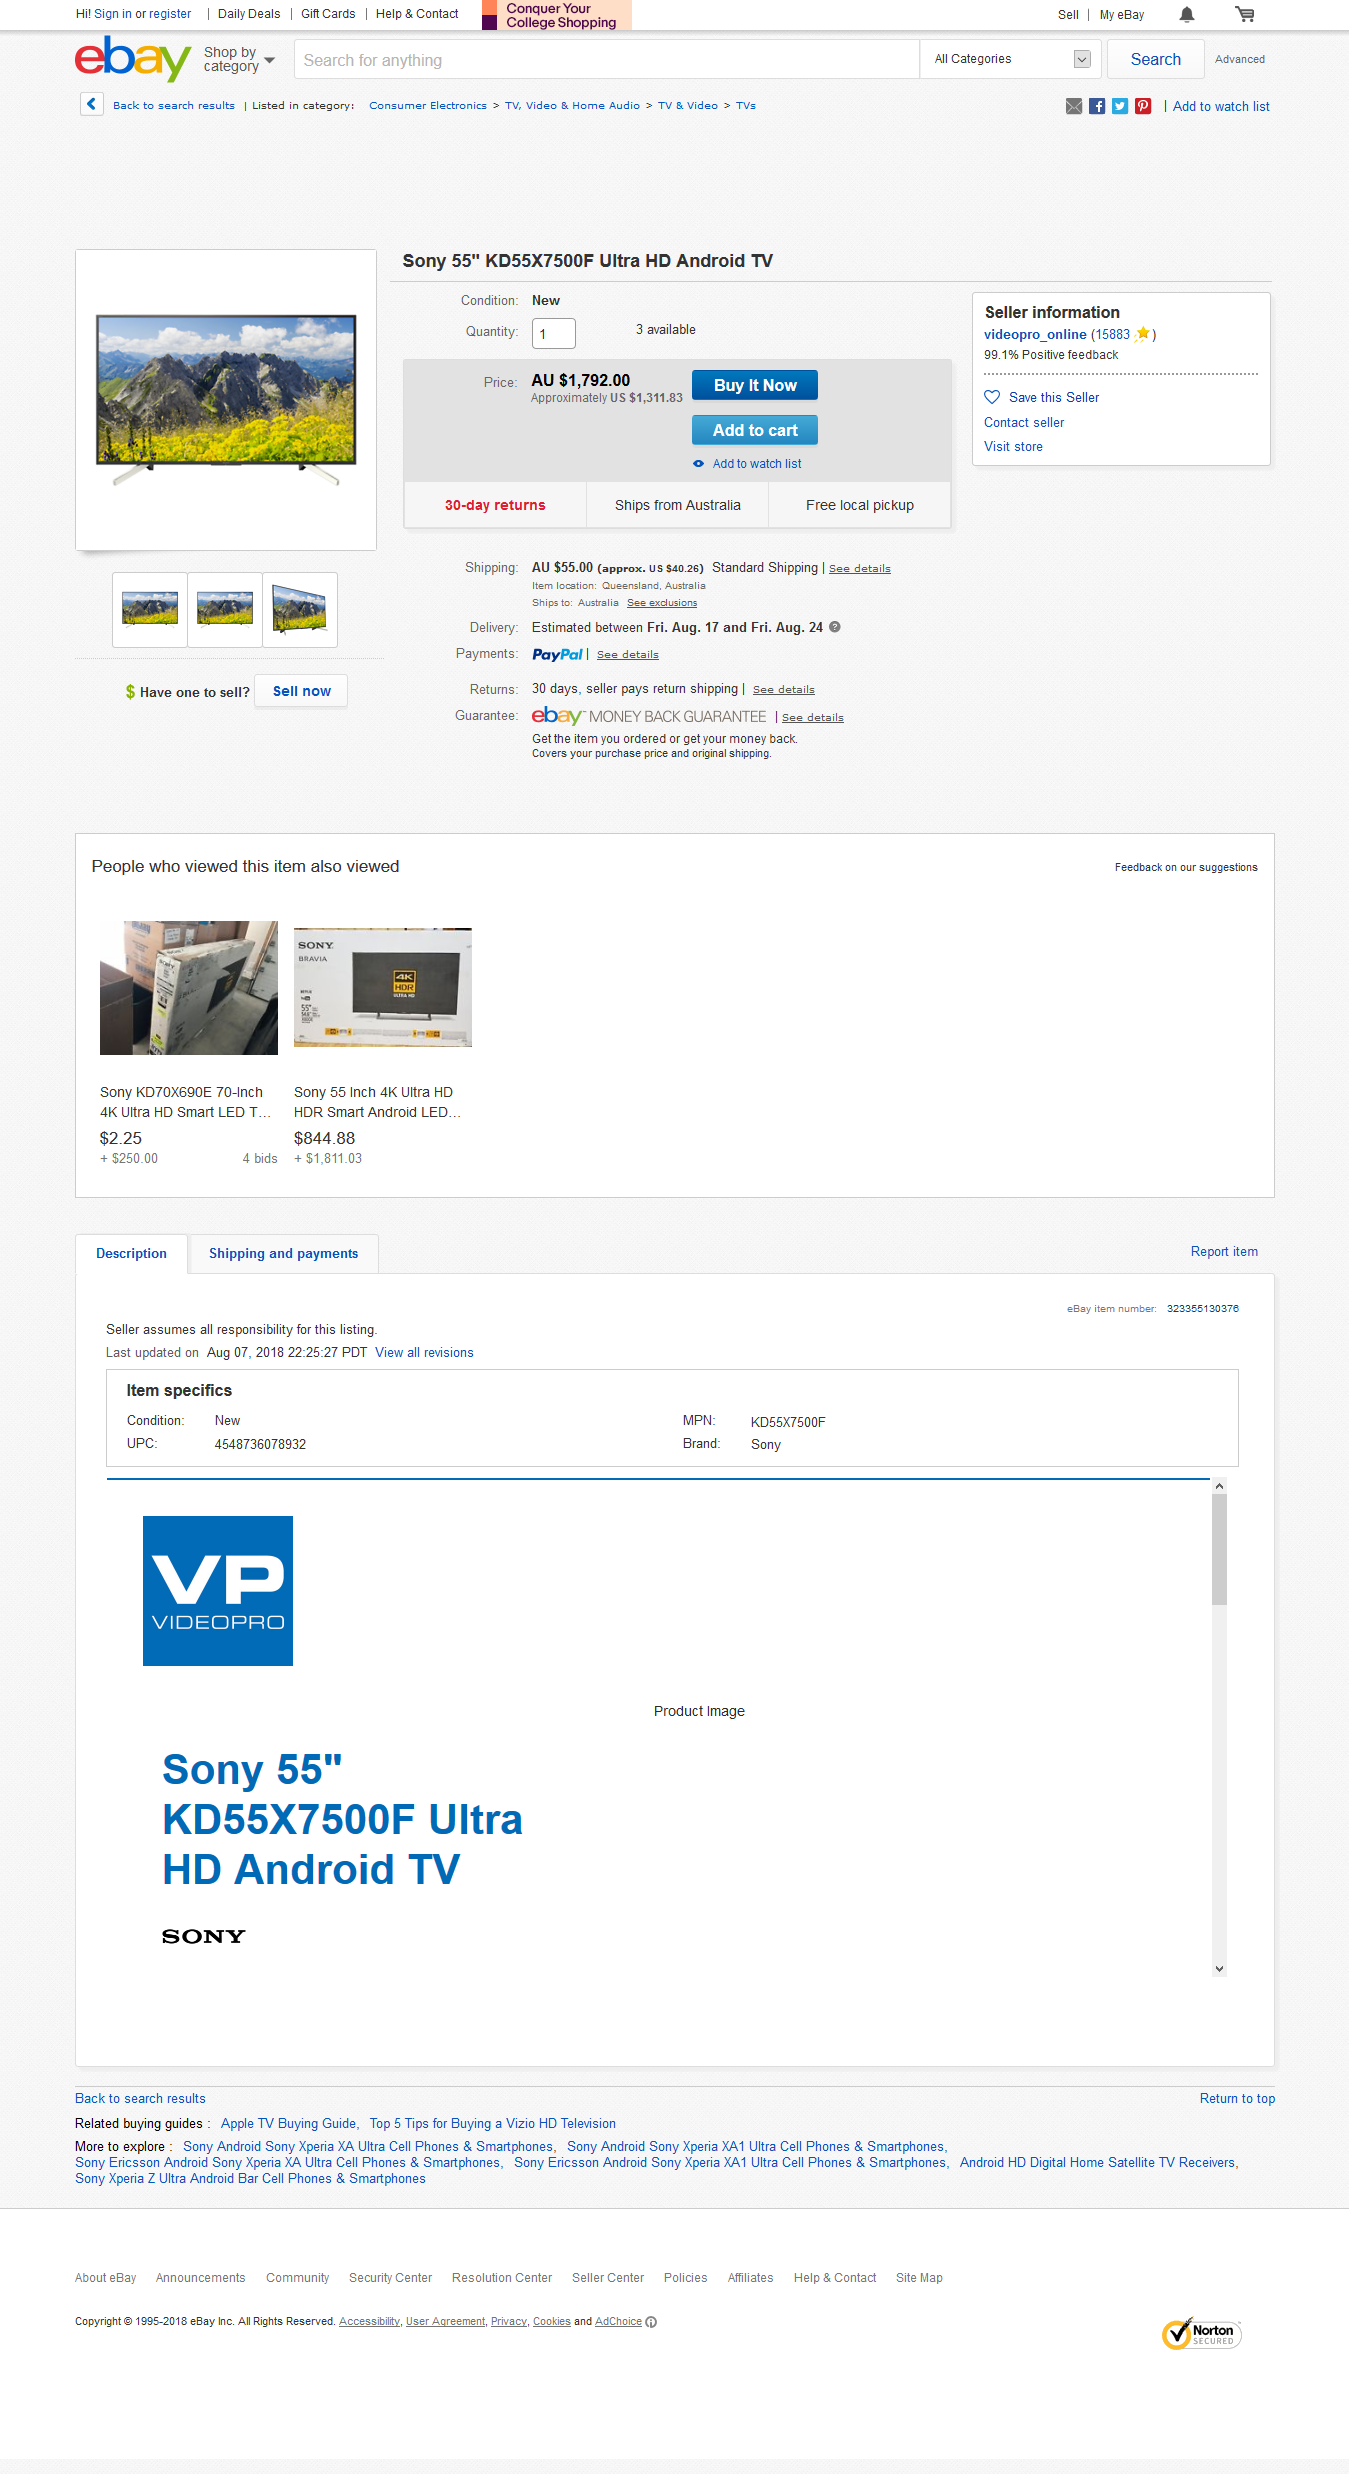 Hi! Sign in or register | Daily Deals | Gift Cards | Help & Contact
Conquer Your
College Shopping
Sell | My eBay
ebay
Shop by
category
Search for anything
All Categories
Search
Advanced
Back to search results | Listed in category: Consumer Electronics > TV, Video & Home Audio > TV & Video > TVs
| Add to watch list
Sony 55" KD55X7500F Ultra HD Android TV
Condition: New
Quantity: 1
3 available
Price: AU $1,792.00
Approximately US $1,311.83
Buy It Now
Add to cart
Add to watch list
30-day returns
Ships from Australia
Free local pickup
Seller information
videopro_online (15883)
99.1% Positive feedback
Save this Seller
Contact seller
Visit store
Shipping: AU $55.00 (approx. US $40.26) Standard Shipping | See details
Item location: Queensland, Australia
Ships to: Australia See exclusions
Delivery: Estimated between Fri. Aug. 17 and Fri. Aug. 24
Payments: PayPal | See details
Returns: 30 days, seller pays return shipping | See details
Guarantee: ebay™ MONEY BACK GUARANTEE | See details
Get the item you ordered or get your money back.
Covers your purchase price and original shipping.
$ Have one to sell? Sell now
People who viewed this item also viewed
Feedback on our suggestions
SONY
BRAVIA
4K
HDR
ULTRA HD
55"
Sony KD70X690E 70-Inch
4K Ultra HD Smart LED T...
$2.25
+ $250.00
4 bids
Sony 55 Inch 4K Ultra HD
HDR Smart Android LED...
$844.88
+ $1,811.03
Description
Shipping and payments
Report item
eBay item number: 323355130376
Seller assumes all responsibility for this listing.
Last updated on Aug 07, 2018 22:25:27 PDT View all revisions
Item specifics
Condition: New
MPN: KD55X7500F
UPC: 4548736078932
Brand: Sony
VP
VIDEOPRO
Product Image
Sony 55"
KD55X7500F Ultra
HD Android TV
SONY
Back to search results
Return to top
Related buying guides : Apple TV Buying Guide, Top 5 Tips for Buying a Vizio HD Television
More to explore : Sony Android Sony Xperia XA Ultra Cell Phones & Smartphones, Sony Android Sony Xperia XA1 Ultra Cell Phones & Smartphones,
Sony Ericsson Android Sony Xperia XA Ultra Cell Phones & Smartphones, Sony Ericsson Android Sony Xperia XA1 Ultra Cell Phones & Smartphones, Android HD Digital Home Satellite TV Receivers,
Sony Xperia Z Ultra Android Bar Cell Phones & Smartphones
About eBay Announcements Community Security Center Resolution Center Seller Center Policies Affiliates Help & Contact Site Map
Copyright © 1995-2018 eBay Inc. All Rights Reserved. Accessibility, User Agreement, Privacy, Cookies and AdChoice
Norton
SECURED